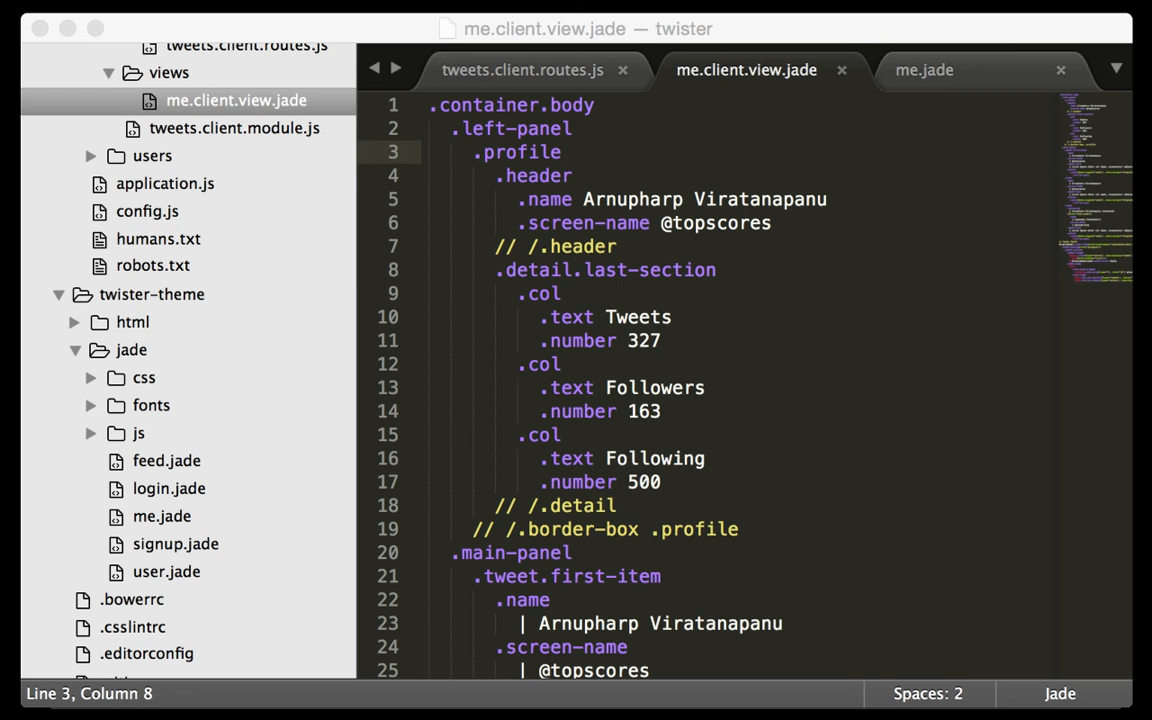 me.client.view.jade — twister
tweets.client.routes.js
views
me.client.view.jade
tweets.client.module.js
users
application.js
config.js
humans.txt
robots.txt
twister-theme
html
jade
css
fonts
js
feed.jade
login.jade
me.jade
signup.jade
user.jade
.bowerrc
.csslintrc
.editorconfig
tweets.client.routes.js × me.client.view.jade × me.jade ×
1 .container.body
2 .left-panel
3 .profile
4 .header
5 .name Arnupharp Viratanapanu
6 .screen-name @topscores
7 // /.header
8 .detail.last-section
9 .col
10 .text Tweets
11 .number 327
12 .col
13 .text Followers
14 .number 163
15 .col
16 .text Following
17 .number 500
18 // /.detail
19 // /.border-box .profile
20 .main-panel
21 .tweet.first-item
22 .name
23 | Arnupharp Viratanapanu
24 .screen-name
25 | @topscores
Line 3, Column 8 Spaces: 2 Jade